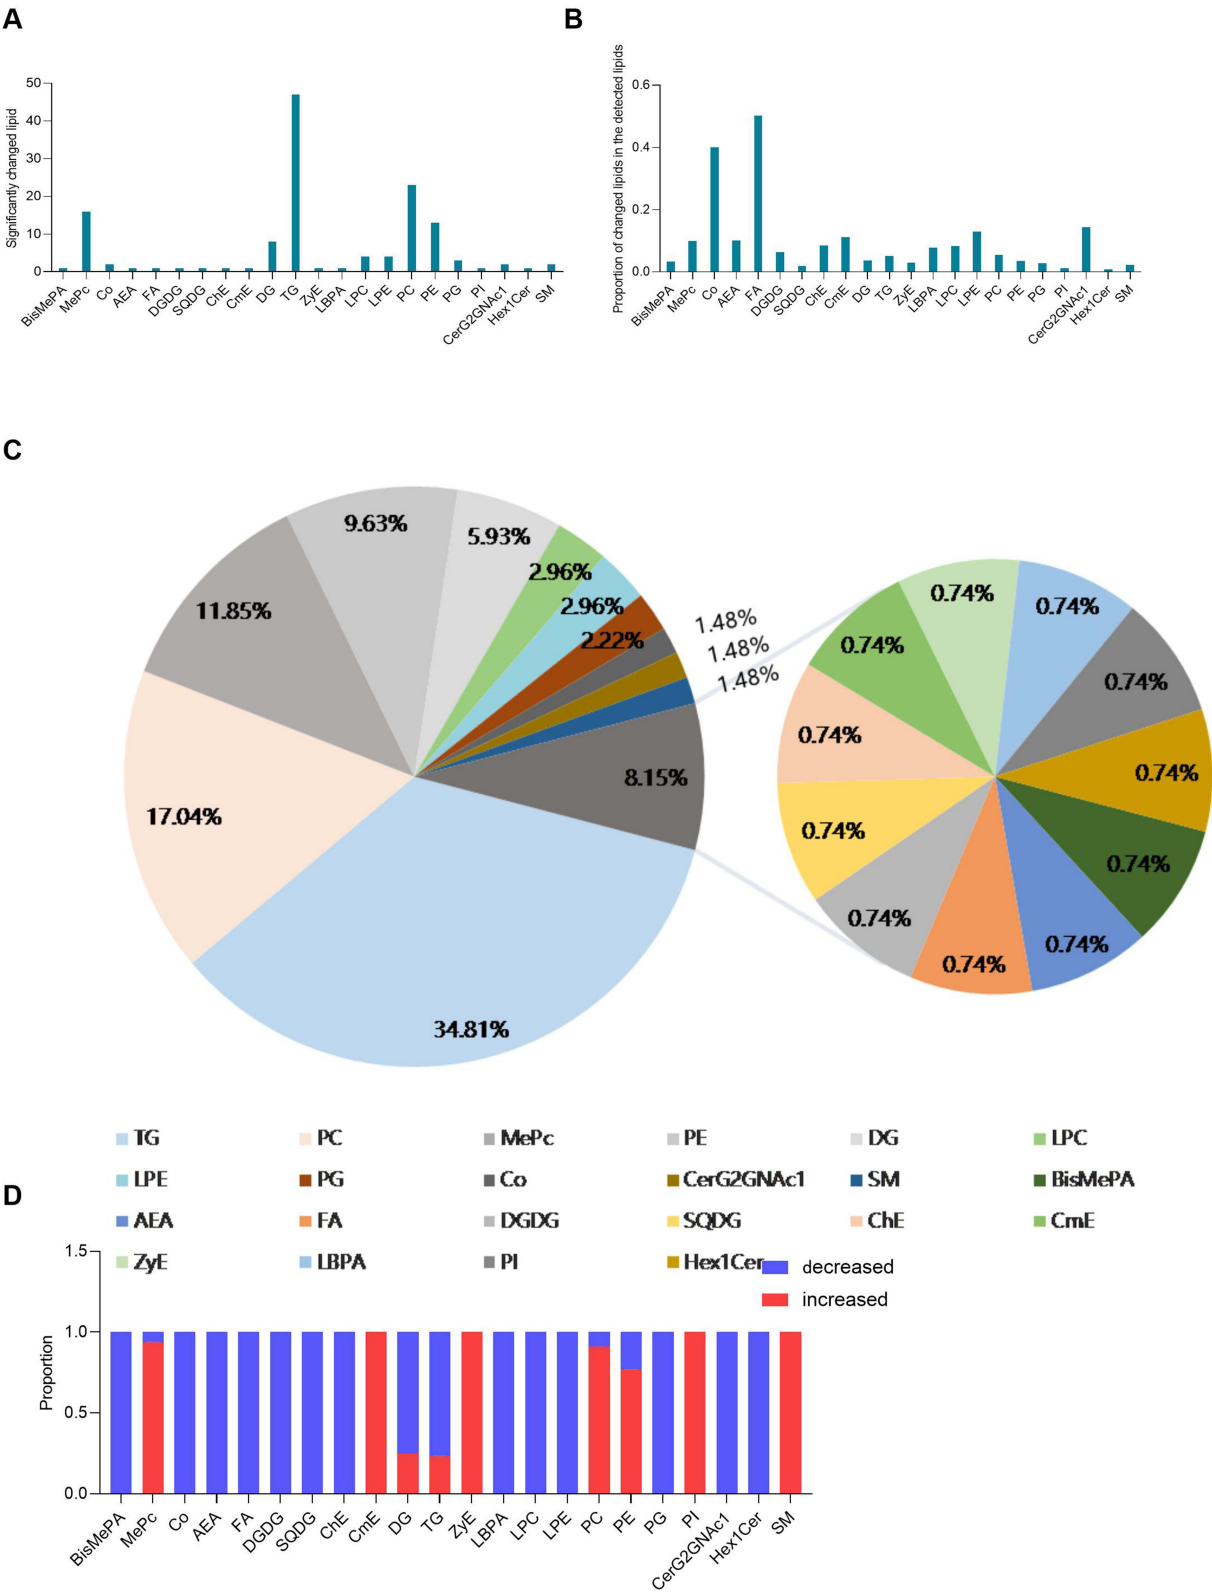 A
Significantly changed lipid
50
40
30
20
10
0
BisMePA MePc Co AEA FA DGDG SQDG ChE CmE DG TG ZyE LBPA LPC LPE PC PE PG PI CerG2GNAc1 Hex1Cer SM
B
Proportion of changed lipids in the detected lipids
0.6
0.4
0.2
0.0
BisMePA MePc Co AEA FA DGDG SQDG ChE CmE DG TG ZyE LBPA LPC LPE PC PE PG PI CerG2GNAc1 Hex1Cer SM
C
9.63%
5.93%
2.96%
2.96%
2.22%
1.48%
1.48%
1.48%
8.15%
11.85%
17.04%
34.81%
0.74%
0.74%
0.74%
0.74%
0.74%
0.74%
0.74%
0.74%
0.74%
0.74%
0.74%
TG PC MePc PE DG LPC
LPE PG Co CerG2GNAc1 SM BisMePA
AEA FA DGDG SQDG ChE CmE
ZyE LBPA PI Hex1Cer
D
decreased
increased
Proportion
1.5
1.0
0.5
0.0
BisMePA MePc Co AEA FA DGDG SQDG ChE CmE DG TG ZyE LBPA LPC LPE PC PE PG PI CerG2GNAc1 Hex1Cer SM